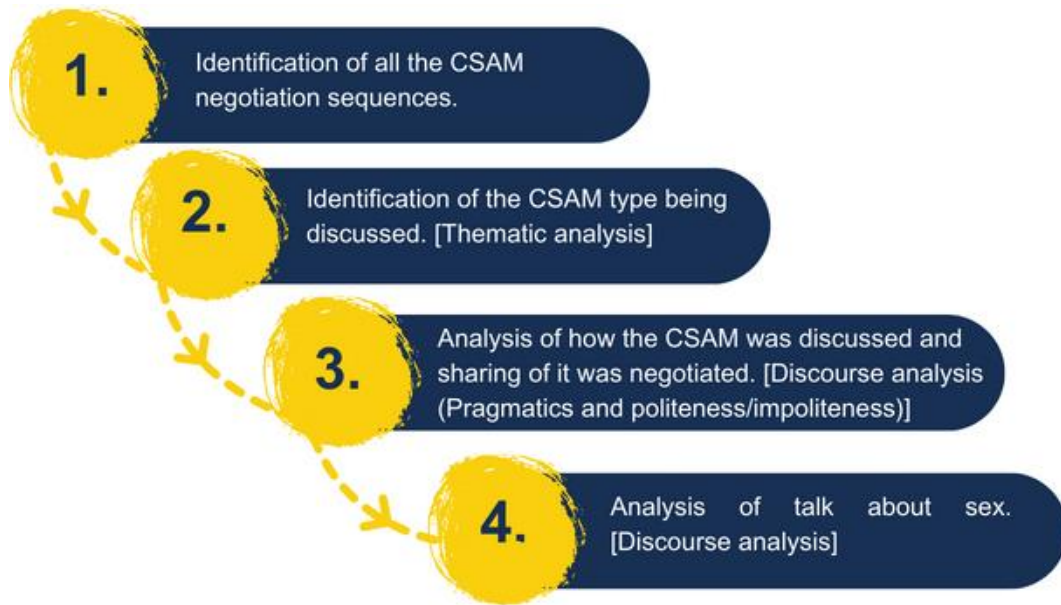 1.
Identification of all the CSAM
negotiation sequences.
2.
Identification of the CSAM type being
discussed. [Thematic analysis]
3.
Analysis of how the CSAM was discussed and
sharing of it was negotiated. [Discourse analysis
(Pragmatics and politeness/impoliteness)]
4.
Analysis of talk about sex.
[Discourse analysis]